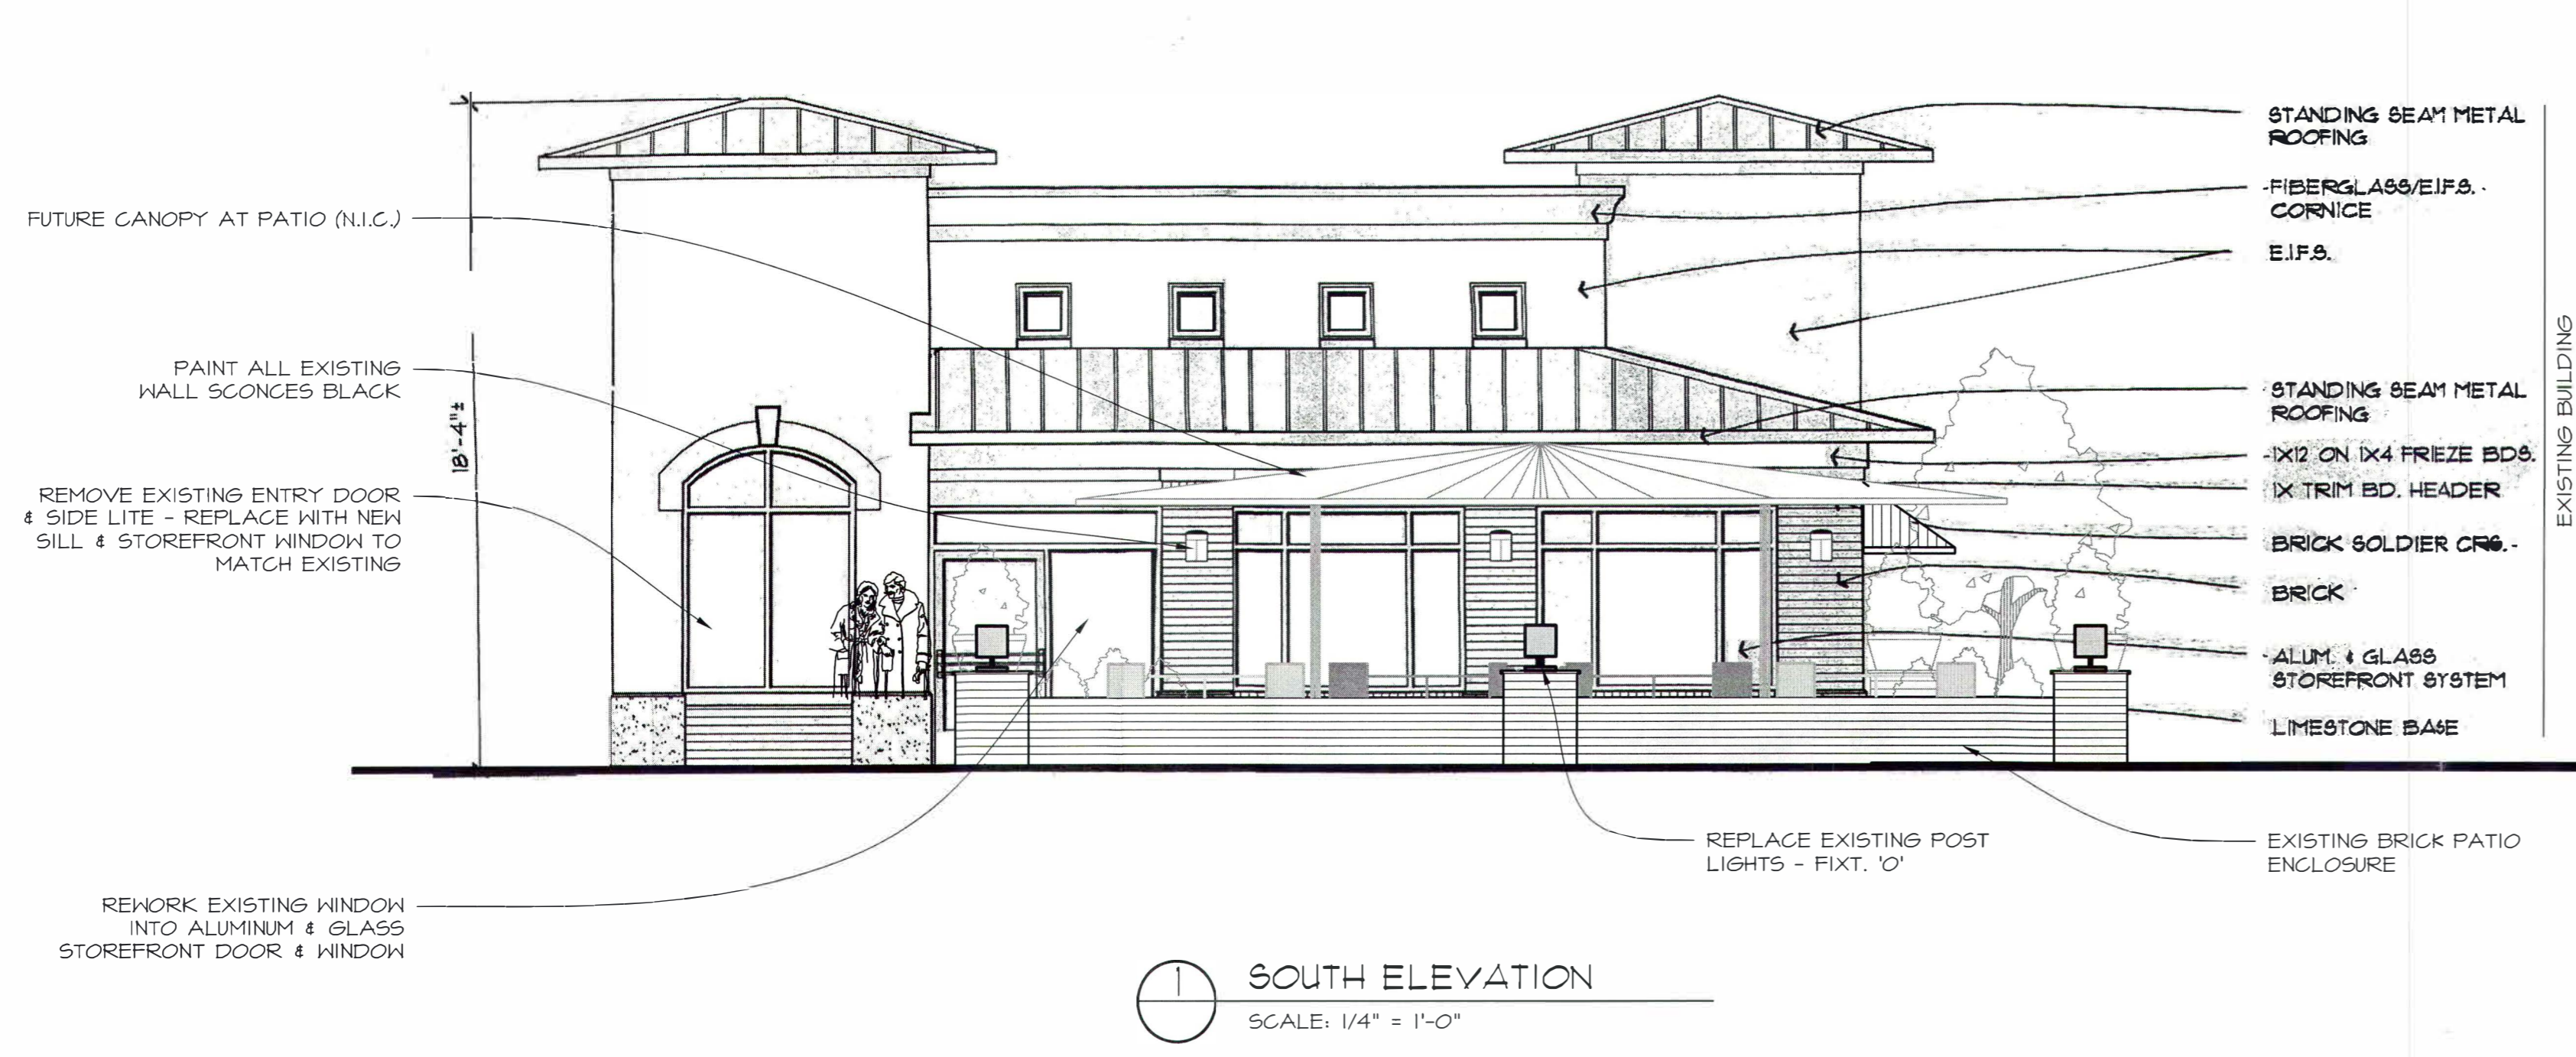 FUTURE CANOPY AT PATIO (N.I.C.)
PAINT ALL EXISTING
WALL SCONCES BLACK
18'-4"±
REMOVE EXISTING ENTRY DOOR
& SIDE LITE - REPLACE WITH NEW
SILL & STOREFRONT WINDOW TO
MATCH EXISTING
REWORK EXISTING WINDOW
INTO ALUMINUM & GLASS
STOREFRONT DOOR & WINDOW
STANDING SEAM METAL
ROOFING
FIBERGLASS/E.I.F.S.
CORNICE
E.I.F.S.
STANDING SEAM METAL
ROOFING
1X12 ON 1X4 FRIEZE BDS.
1X TRIM BD. HEADER
BRICK SOLDIER CRS.
BRICK
ALUM. & GLASS
STOREFRONT SYSTEM
LIMESTONE BASE
EXISTING BUILDING
REPLACE EXISTING POST
LIGHTS - FIXT. 'O'
EXISTING BRICK PATIO
ENCLOSURE
1
SOUTH ELEVATION
SCALE: 1/4" = 1'-0"